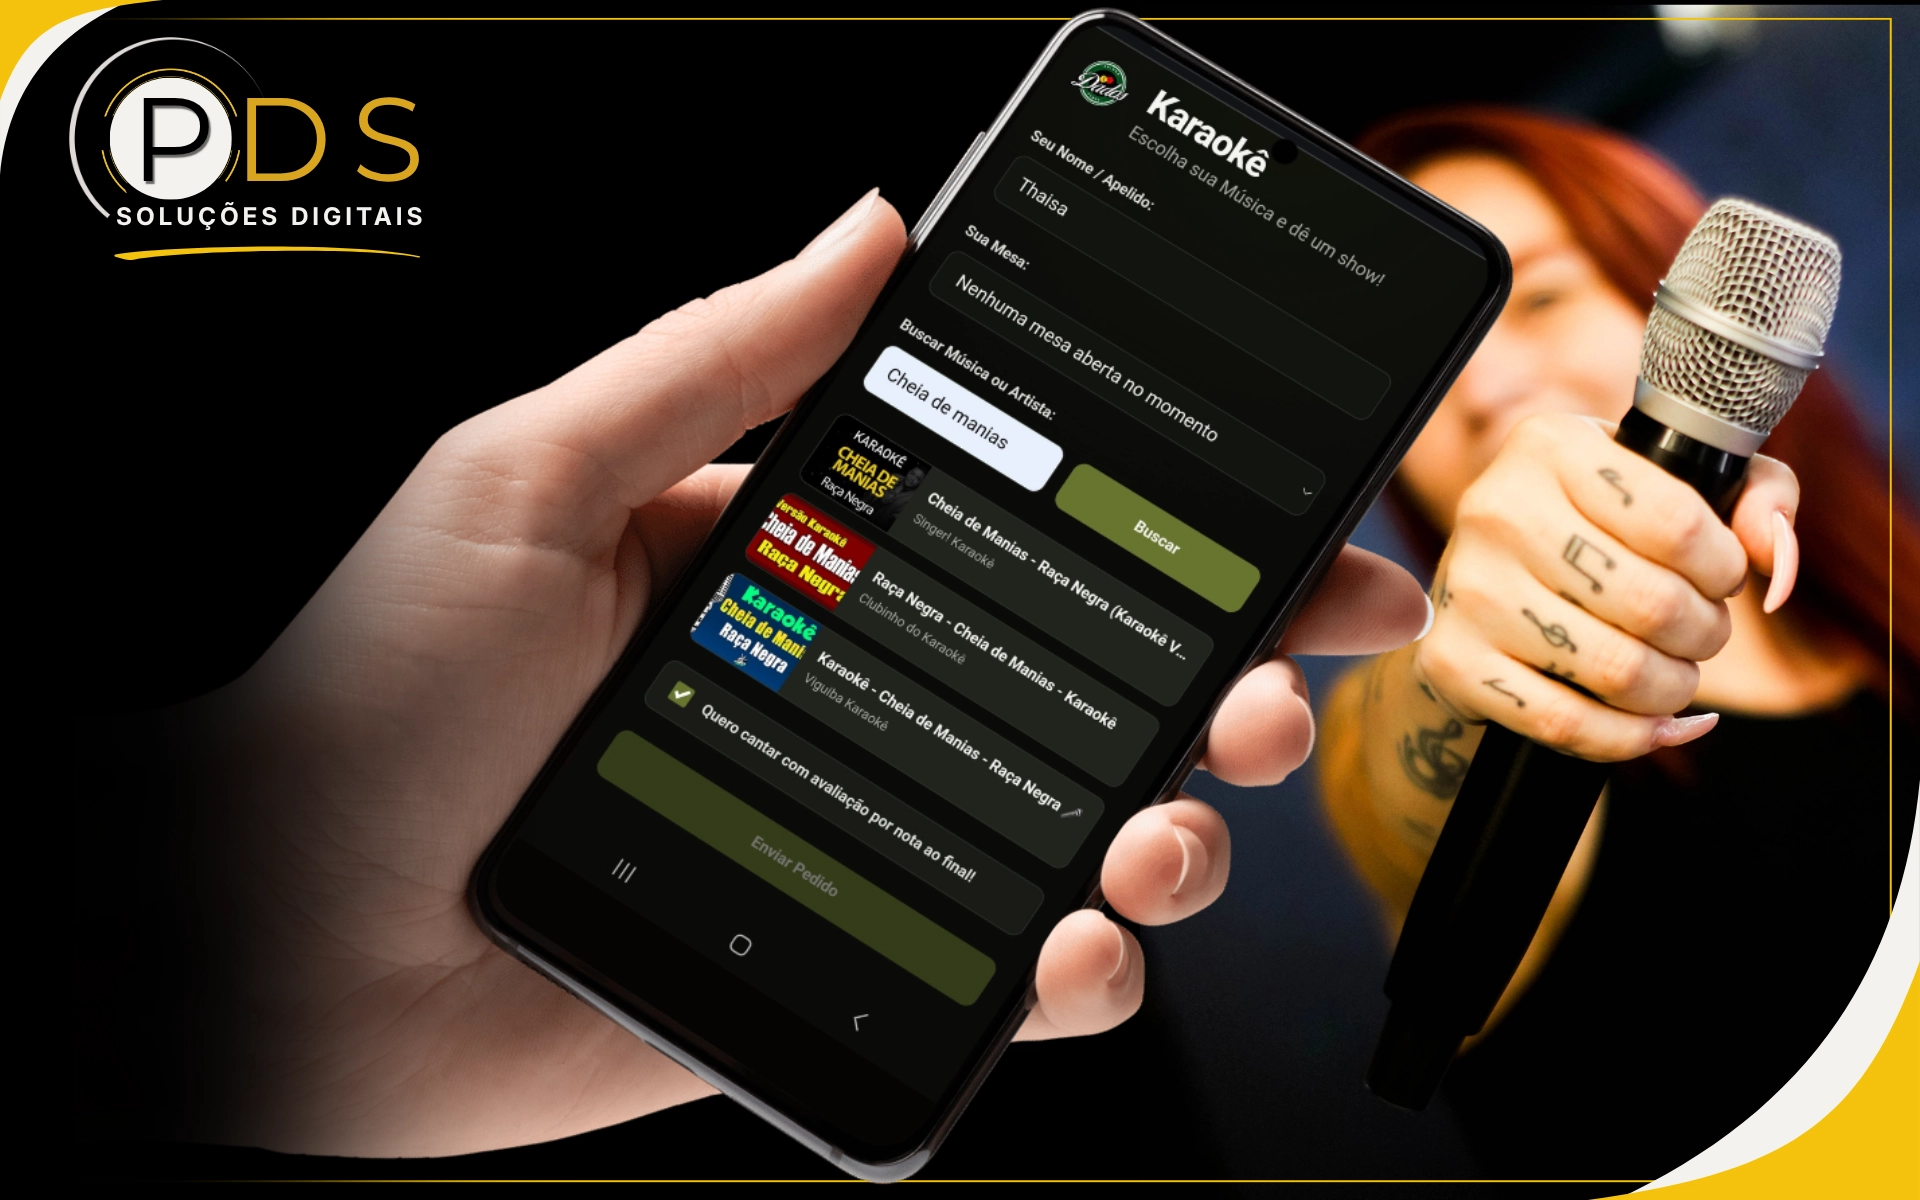 PDS
SOLUÇÕES DIGITAIS
Dadas
Karaokê
Escolha sua Música e dê um show!
Seu Nome / Apelido:
Thaisa
Sua Mesa:
Nenhuma mesa aberta no momento
Buscar Música ou Artista:
Cheia de manias
Buscar
KARAOKÊ
CHEIA DE
MANIAS
Raça Negra
Cheia de Manias - Raça Negra (Karaokê V...
Singer! Karaokê
Versão Karaokê
Cheia de Manias
Raça Negra
Raça Negra - Cheia de Manias - Karaokê
Clubinho do Karaokê
Karaokê
Cheia de Mani
Raça Negra
Karaokê - Cheia de Manias - Raça Negra
Viguiba Karaokê
Quero cantar com avaliação por nota ao final!
Enviar Pedido